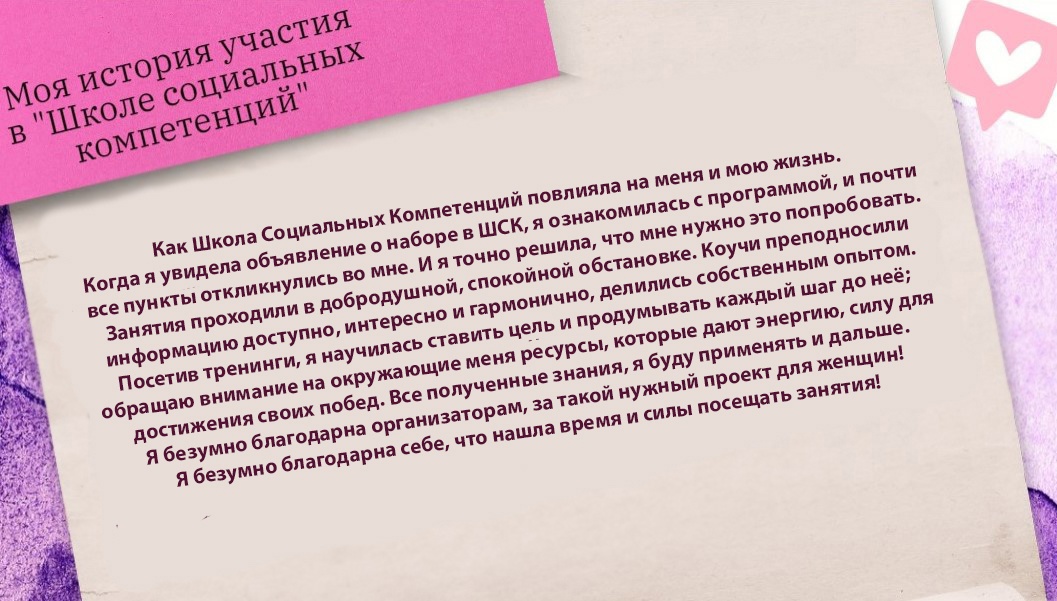 Моя история участия
в "Школе социальных
компетенций"
Как Школа Социальных Компетенций повлияла на меня и мою жизнь.
Когда я увидела объявление о наборе в ШСК, я ознакомилась с программой, и почти
все пункты откликнулись во мне. И я точно решила, что мне нужно это попробовать.
Занятия проходили в добродушной, спокойной обстановке. Коучи преподносили
информацию доступно, интересно и гармонично, делились собственным опытом.
Посетив тренинги, я научилась ставить цель и продумывать каждый шаг до неё;
обращаю внимание на окружающие меня ресурсы, которые дают энергию, силу для
достижения своих побед. Все полученные знания, я буду применять и дальше.
Я безумно благодарна организаторам, за такой нужный проект для женщин!
Я безумно благодарна себе, что нашла время и силы посещать занятия!